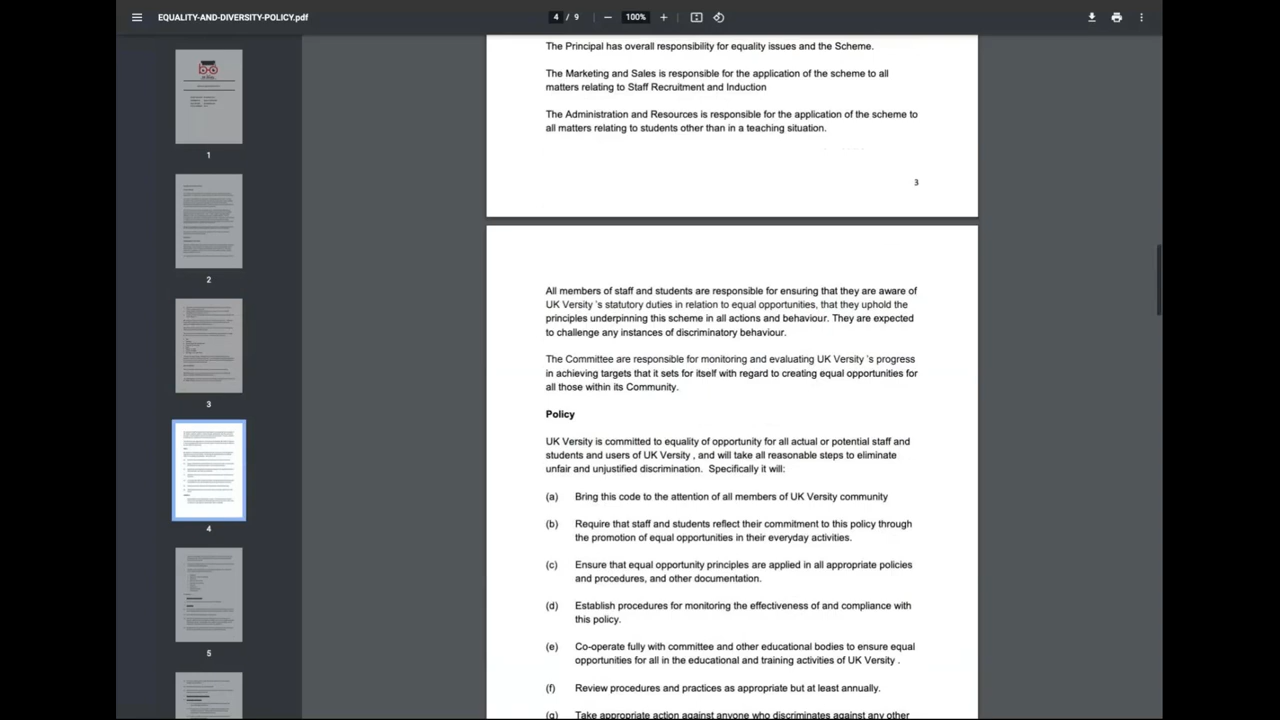 EQUALITY-AND-DIVERSITY-POLICY.pdf
4 / 9
100%
1
2
3
4
5
The Principal has overall responsibility for equality issues and the Scheme.
The Marketing and Sales is responsible for the application of the scheme to all
matters relating to Staff Recruitment and Induction
The Administration and Resources is responsible for the application of the scheme to
all matters relating to students other than in a teaching situation.
3
All members of staff and students are responsible for ensuring that they are aware of
UK Versity 's statutory duties in relation to equal opportunities, that they uphold the
principles underpinning this scheme in all actions and behaviour. They are expected
to challenge any instances of discriminatory behaviour.
The Committee are responsible for monitoring and evaluating UK Versity 's progress
in achieving targets that it sets for itself with regard to creating equal opportunities for
all those within its Community.
Policy
UK Versity is committed to equality of opportunity for all actual or potential staff and
students and users of UK Versity , and will take all reasonable steps to eliminate
unfair and unjustified discrimination. Specifically it will:
(a) Bring this code to the attention of all members of UK Versity community
(b) Require that staff and students reflect their commitment to this policy through
the promotion of equal opportunities in their everyday activities.
(c) Ensure that equal opportunity principles are applied in all appropriate policies
and procedures, and other documentation.
(d) Establish procedures for monitoring the effectiveness of and compliance with
this policy.
(e) Co-operate fully with committee and other educational bodies to ensure equal
opportunities for all in the educational and training activities of UK Versity .
(f) Review procedures and practices as appropriate but at least annually.
(g) Take appropriate action against anyone who discriminates against any other